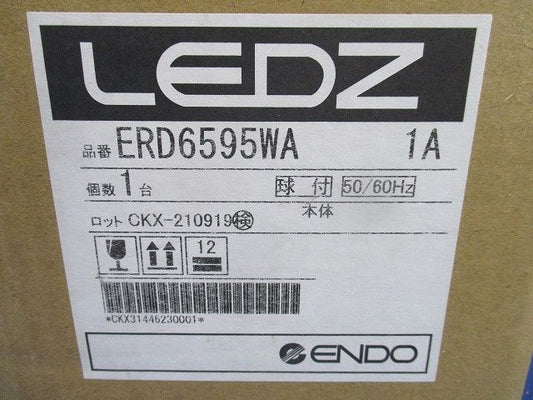 LEDZ
品番 ERD6595WA 1A
個数 1台 球付 50/60Hz
本体
ロット CKX-210919 検
12
*CKX31446230001*
ENDO